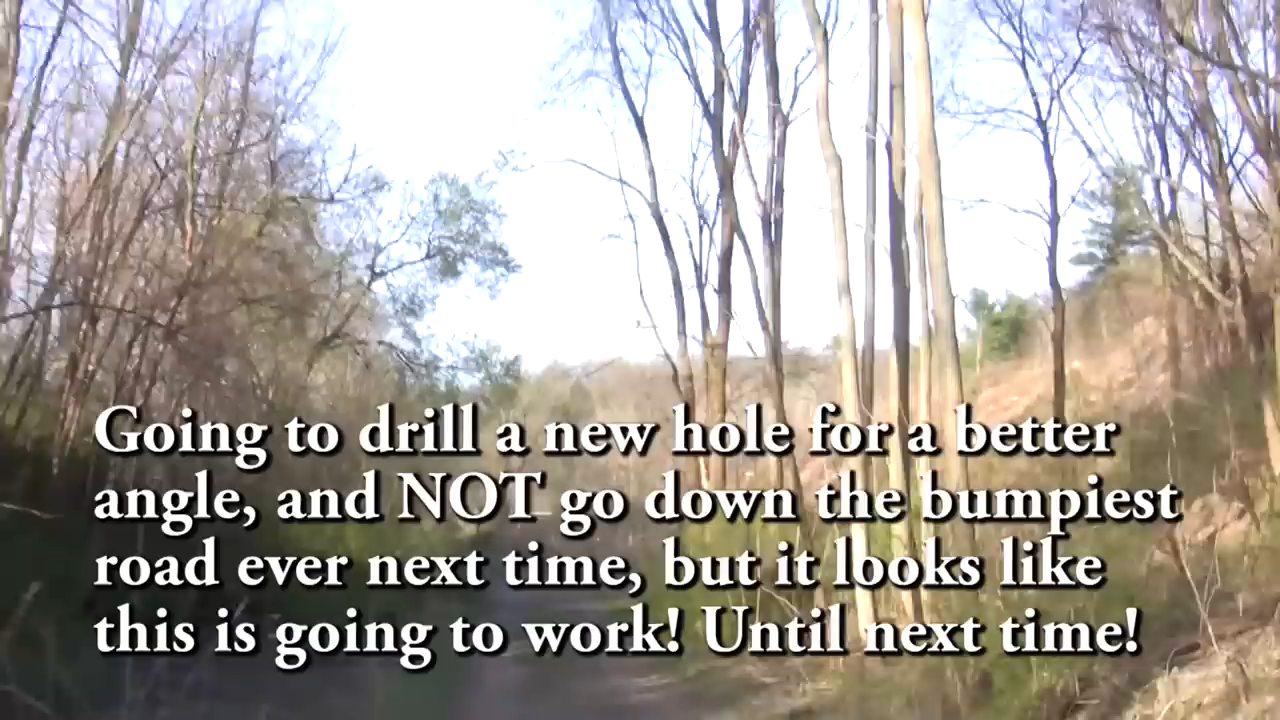 Going to drill a new hole for a better
angle, and NOT go down the bumpiest
road ever next time, but it looks like
this is going to work! Until next time!